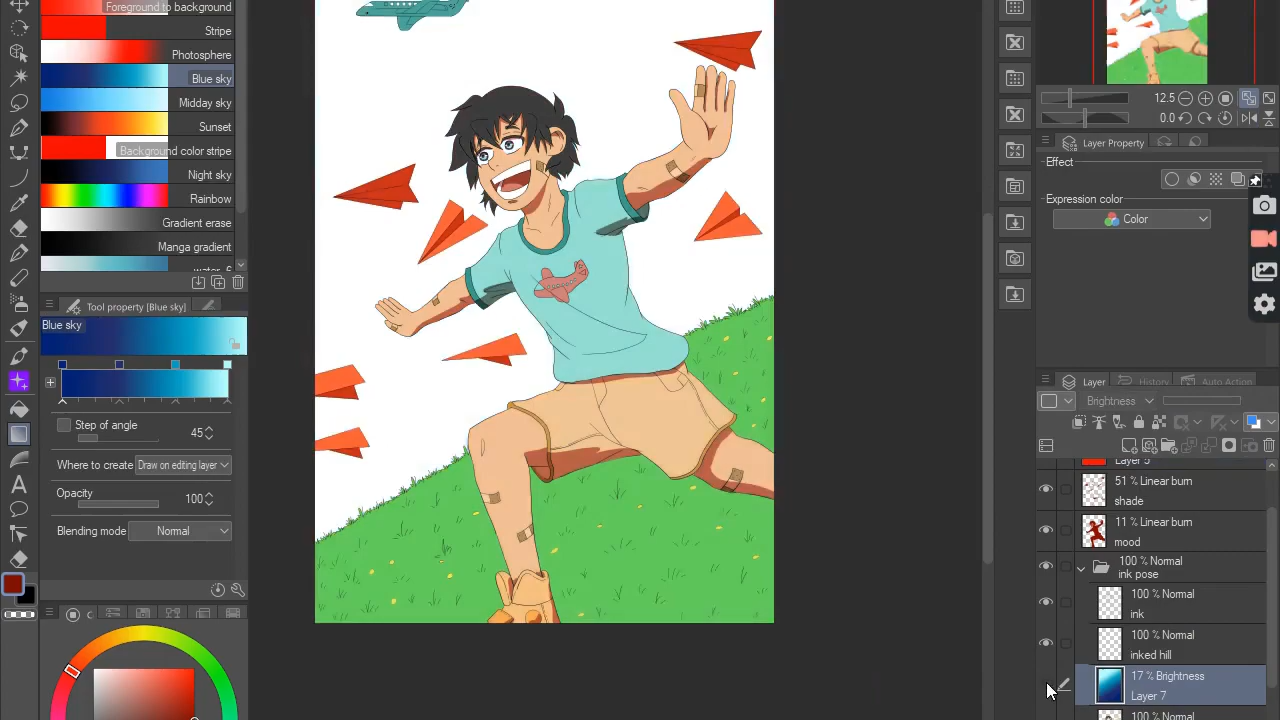 Foreground to background
Stripe
Photosphere
Blue sky
Midday sky
Sunset
Background color stripe
Night sky
Rainbow
Gradient erase
Manga gradient
water_6
Tool property [Blue sky]
Blue sky
Step of angle
45
Where to create
Draw on editing layer
Opacity
100
Blending mode
Normal
12.5
0.0
Layer Property
Effect
Expression color
Color
Layer
History
Auto Action
Brightness
Layer 5
51 % Linear burn
shade
11 % Linear burn
mood
100 % Normal
ink pose
100 % Normal
ink
100 % Normal
inked hill
17 % Brightness
Layer 7
100 % Normal